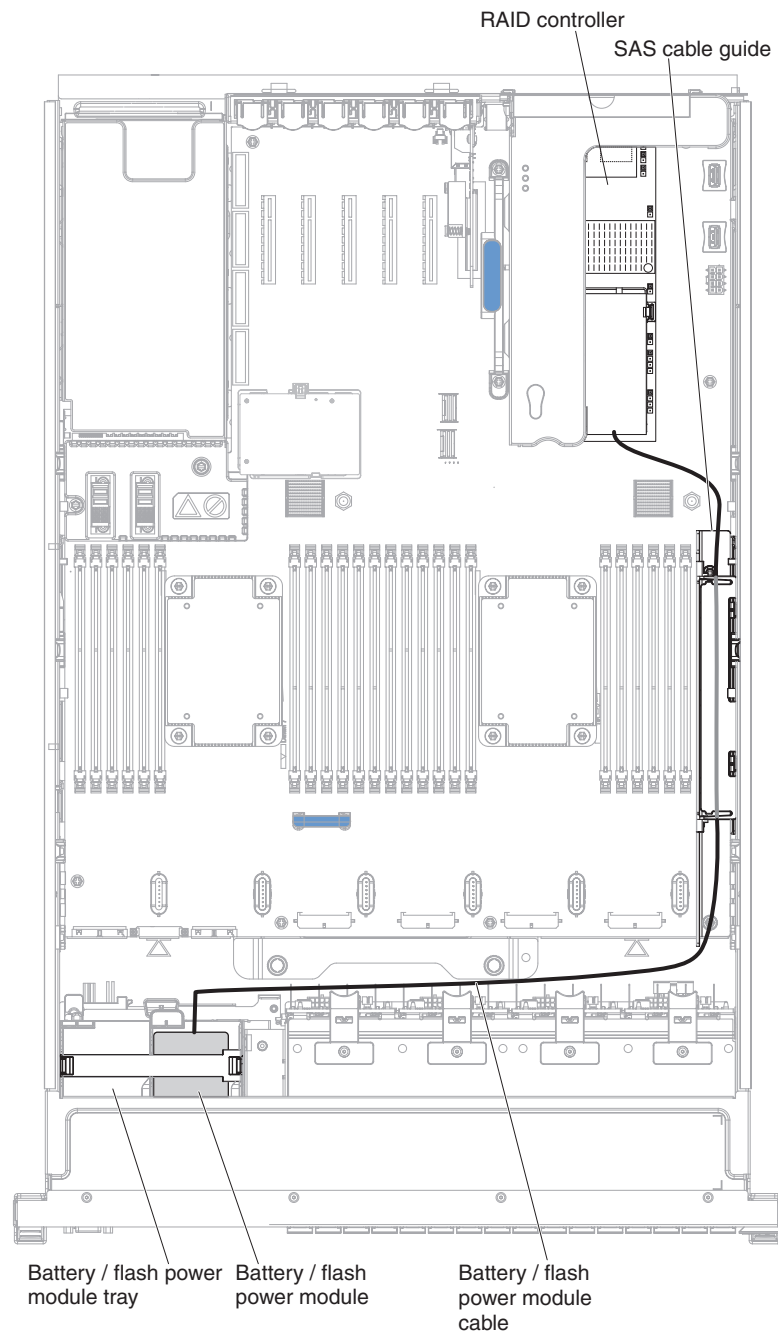 RAID controller
SAS cable guide
Battery / flash power
module tray
Battery / flash
power module
Battery / flash
power module
cable